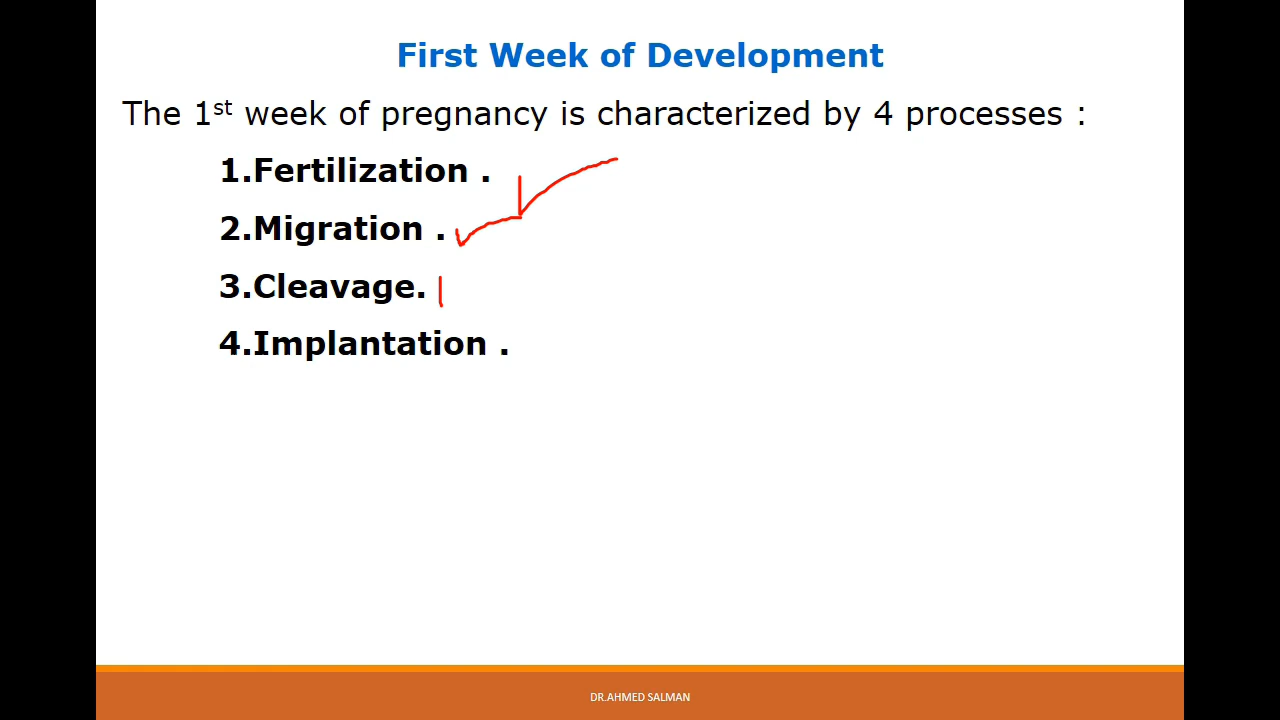 First Week of Development
The 1st week of pregnancy is characterized by 4 processes :
1.Fertilization .
2.Migration .
3.Cleavage.
4.Implantation .
DR.AHMED SALMAN